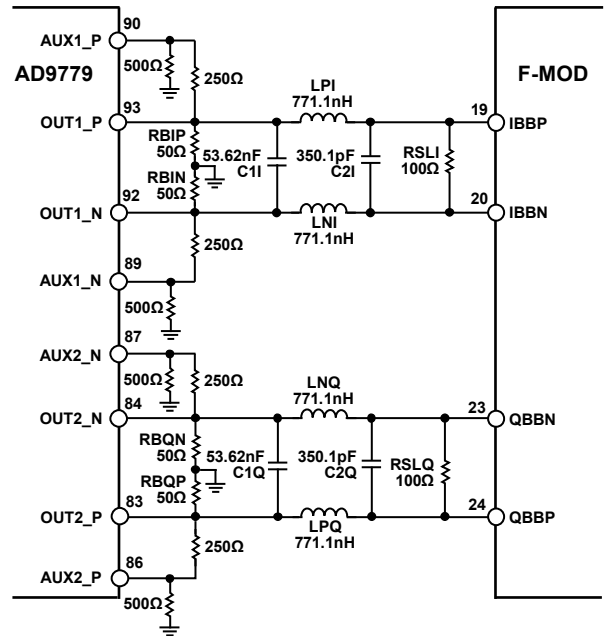 90
AUX1_P
AD9779
500Ω
250Ω
F-MOD
LPI
771.1nH
93
19
OUT1_P
IBBP
RBIP
50Ω
53.62nF
C1I
350.1pF
C2I
RSLI
100Ω
RBIN
50Ω
92
20
OUT1_N
IBBN
LNI
771.1nH
250Ω
89
AUX1_N
500Ω
87
AUX2_N
500Ω
250Ω
LNQ
771.1nH
84
23
OUT2_N
QBBN
RBQN
50Ω
53.62nF
C1Q
350.1pF
C2Q
RSLQ
100Ω
RBQP
50Ω
83
24
OUT2_P
QBBP
LPQ
771.1nH
250Ω
86
AUX2_P
500Ω